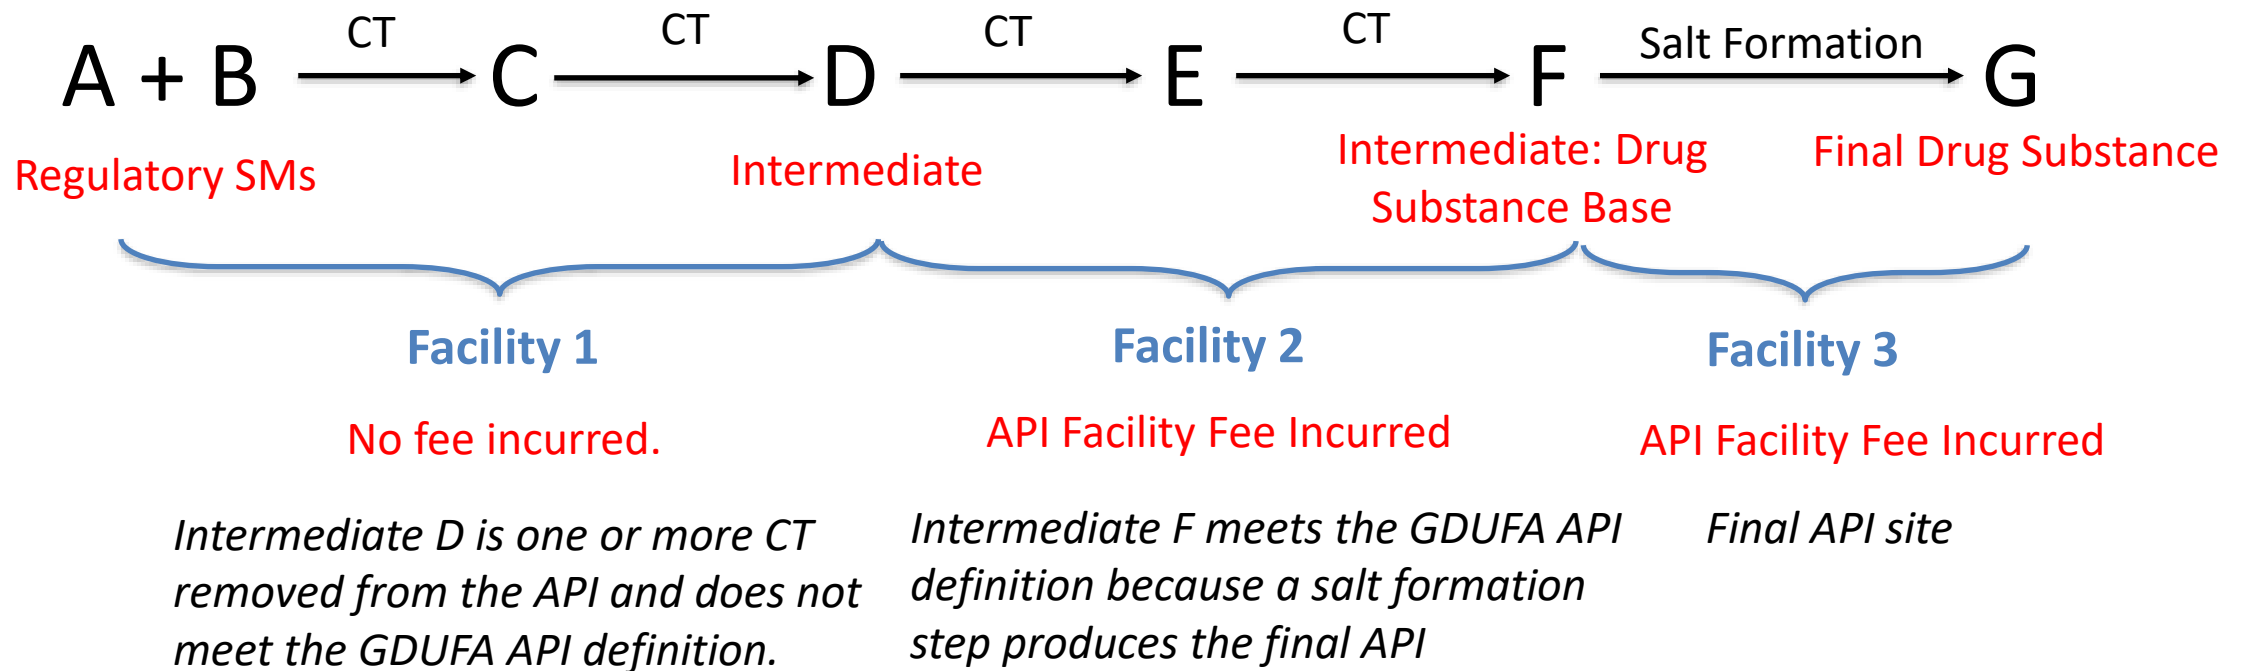 CT CT CT CT Salt Formation
A + B C D E F G
Regulatory SMs
Intermediate
Intermediate: Drug
Substance Base
Final Drug Substance
Facility 1
Facility 2
Facility 3
No fee incurred.
API Facility Fee Incurred
API Facility Fee Incurred
Intermediate D is one or more CT
removed from the API and does not
meet the GDUFA API definition.
Intermediate F meets the GDUFA API
definition because a salt formation
step produces the final API
Final API site